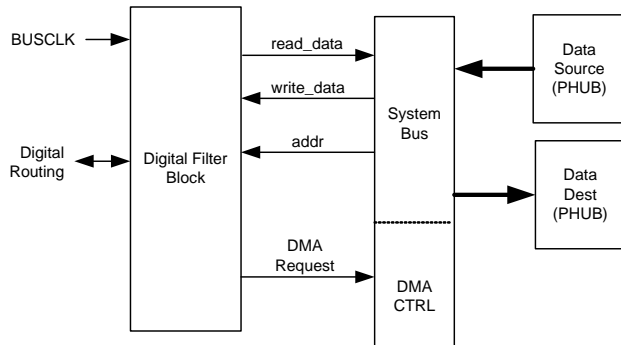 BUSCLK
Digital
Routing
Digital Filter
Block
read_data
write_data
addr
DMA
Request
System
Bus
DMA
CTRL
Data
Source
(PHUB)
Data
Dest
(PHUB)